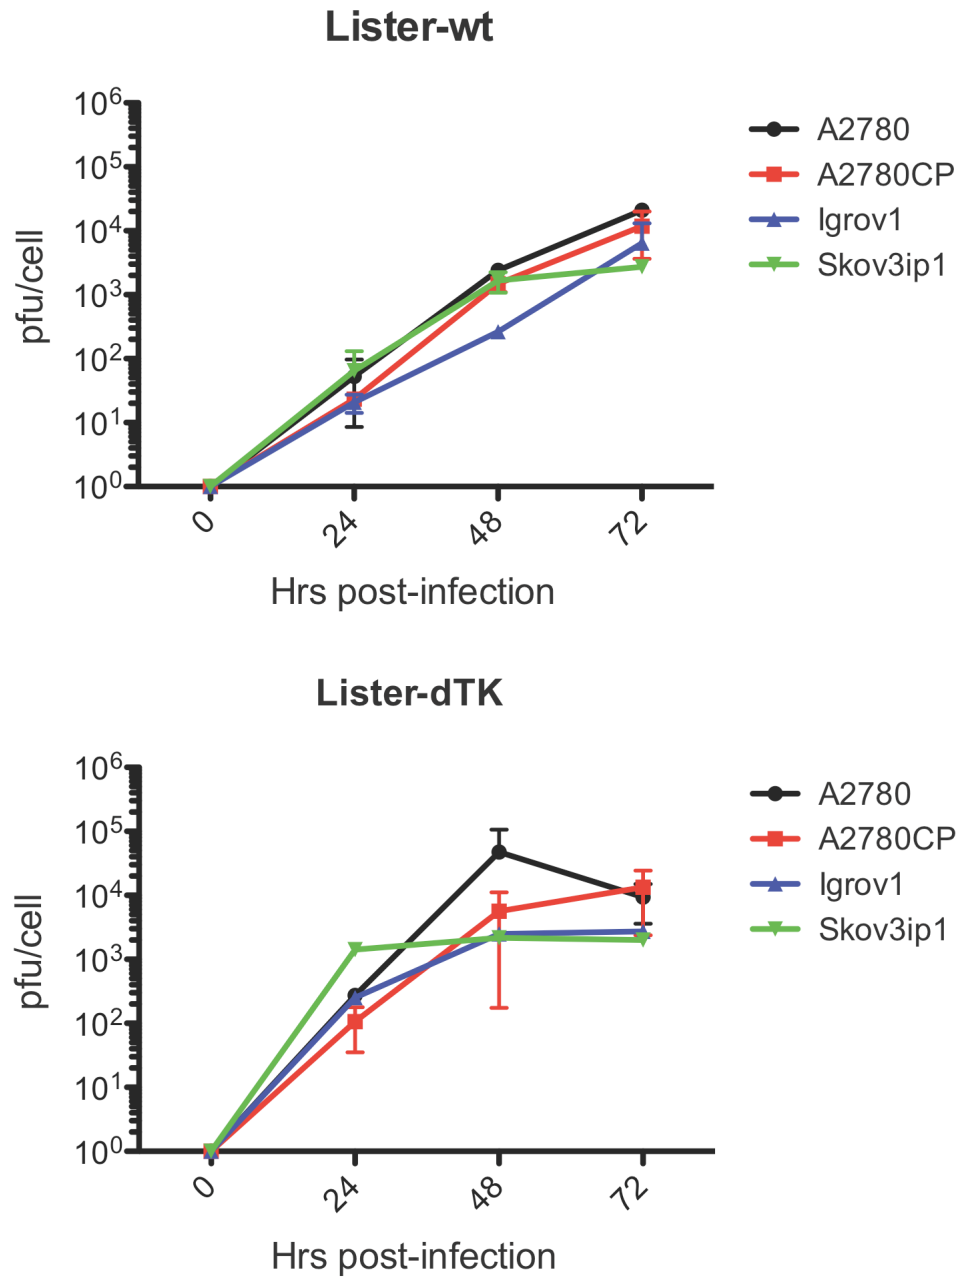 Lister-wt
10^6
10^5
10^4
10^3
10^2
10^1
10^0
pfu/cell
0
24
48
72
Hrs post-infection
A2780
A2780CP
Igrov1
Skov3ip1
Lister-dTK
10^6
10^5
10^4
10^3
10^2
10^1
10^0
pfu/cell
0
24
48
72
Hrs post-infection
A2780
A2780CP
Igrov1
Skov3ip1